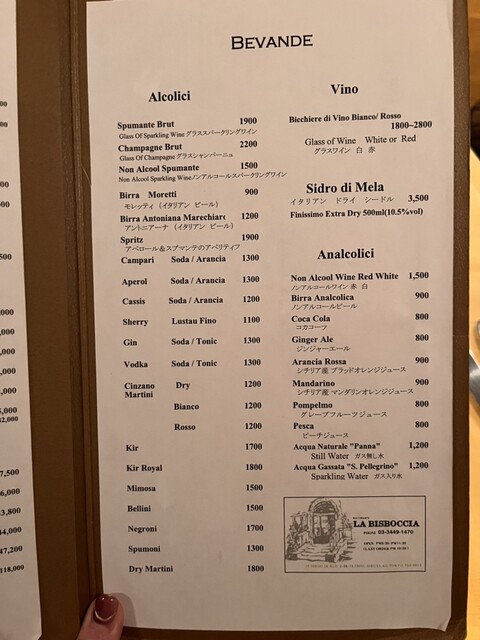 BEVANDE
Alcolici
Spumante Brut 1900
Glass Of Sparkling Wine グラススパークリングワイン
Champagne Brut 2200
Glass Of Champagne グラスシャンパーニュ
Non Alcol Spumante 1500
Non Alcohol Sparkling Wine ノンアルコールスパークリングワイン
Birra Moretti 900
モレッティ（イタリアン ビール）
Birra Antoniana Marecharo 1200
アントニアーナ（イタリアン ビール）
Spritz 1900
アペロール＆スプマンテのアペリティフ
Campari Soda / Arancia 1300
Aperol Soda / Arancia 1300
Cassis Soda / Arancia 1200
Sherry Lustau Fino 1100
Gin Soda / Tonic 1300
Vodka Soda / Tonic 1300
Cinzano Dry 1200
Martini
Bianco 1200
Rosso 1200
Kir 1700
Kir Royal 1800
Mimosa 1500
Bellini 1500
Negroni 1700
Spumoni 1300
Dry Martini 1800
Vino
Bicchiere di Vino Bianco/ Rosso
1800~2800
Glass of Wine White or Red
グラスワイン 白 赤
Sidro di Mela
イタリアン ドライ シードル 3,500
Finissimo Extra Dry 500ml(10.5%vol)
Analcolici
Non Alcool Wine Red White 1,500
ノンアルコールワイン 赤 白
Birra Analcolica 900
ノンアルコールビール
Coca Cola 800
コカコーラ
Ginger Ale 800
ジンジャーエール
Arancia Rossa 900
シチリア産 ブラッドオレンジジュース
Mandarino 900
シチリア産 マンダリンオレンジジュース
Pompelmo 800
グレープフルーツジュース
Pesca 800
ピーチジュース
Acqua Naturale "Panna" 1,200
Still Water ガス無し水
Acqua Gassata "S. Pellegrino" 1,200
Sparkling Water ガス入り水
LA BISBOCCIA
PHONE 03-3449-1470